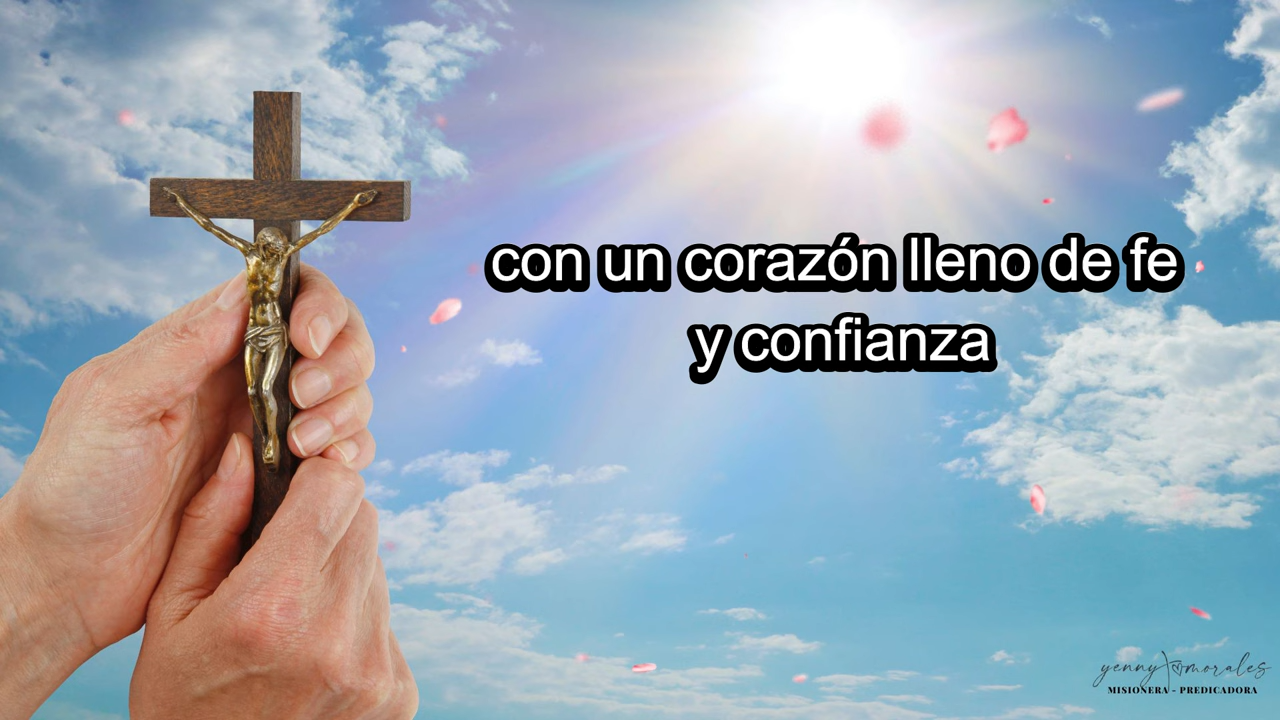 con un corazón lleno de fe
y confianza
yenny morales
MISIONERA - PREDICADORA